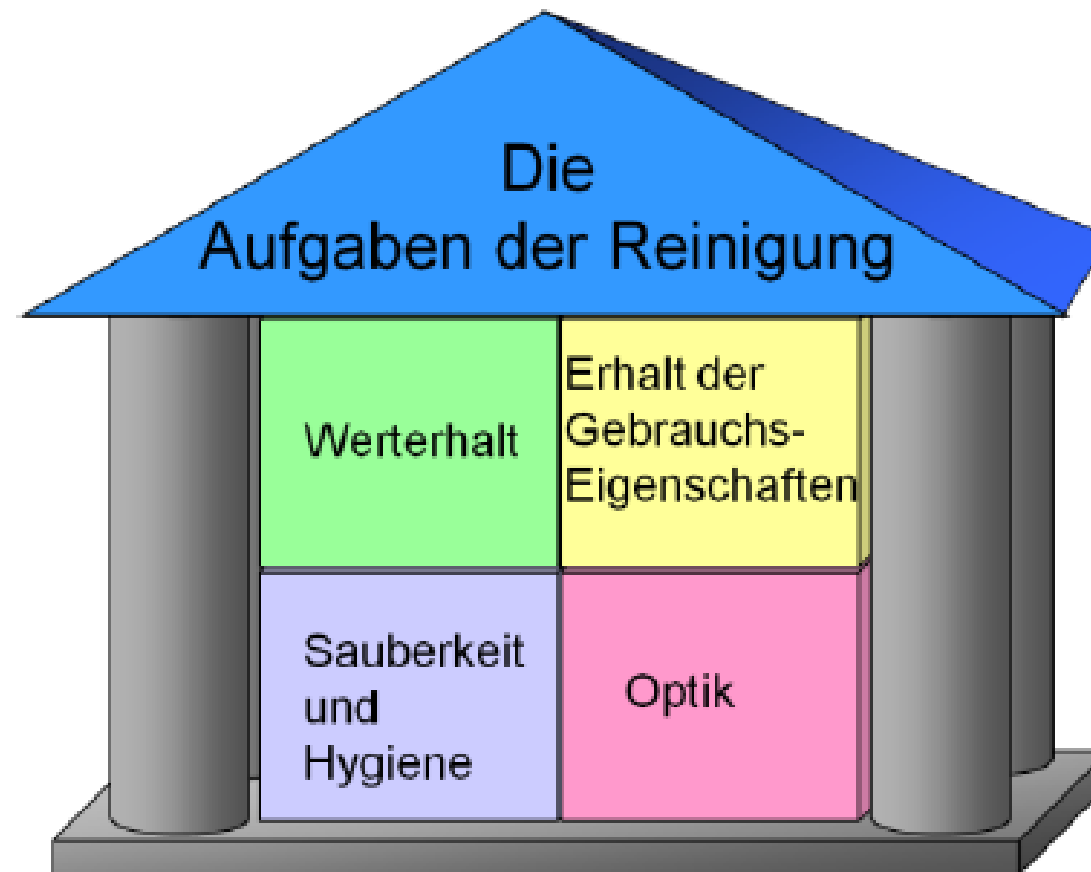 Die
Aufgaben der Reinigung
Werterhalt
Erhalt der
Gebrauchs-
Eigenschaften
Sauberkeit
und
Hygiene
Optik